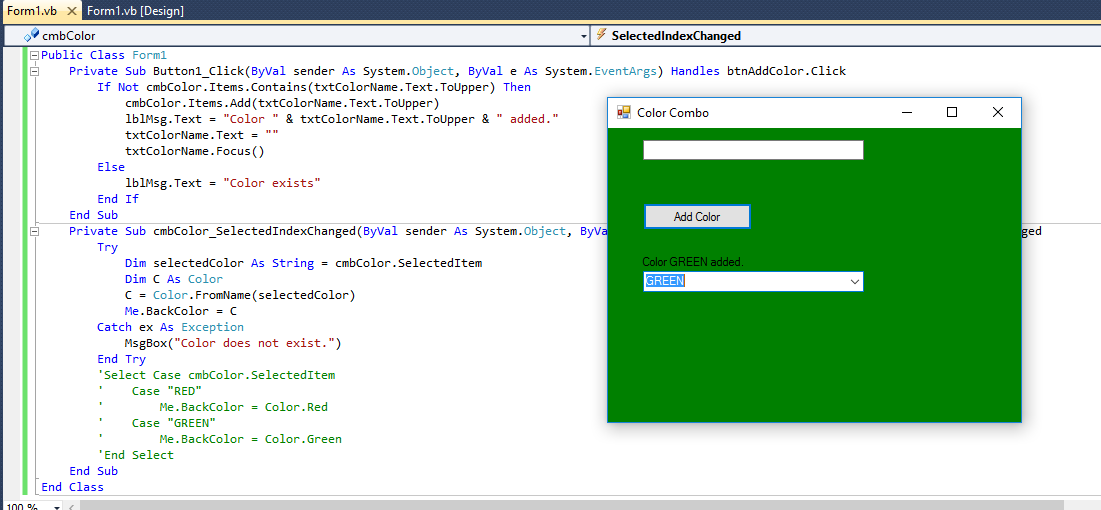 Form1.vb Form1.vb [Design]
cmbColor SelectedIndexChanged
Public Class Form1
Private Sub Button1_Click(ByVal sender As System.Object, ByVal e As System.EventArgs) Handles btnAddColor.Click
If Not cmbColor.Items.Contains(txtColorName.Text.ToUpper) Then
cmbColor.Items.Add(txtColorName.Text.ToUpper)
lblMsg.Text = "Color " & txtColorName.Text.ToUpper & " added."
txtColorName.Text = ""
txtColorName.Focus()
Else
lblMsg.Text = "Color exists"
End If
End Sub
Private Sub cmbColor_SelectedIndexChanged(ByVal sender As System.Object, ByVa
ged
Try
Dim selectedColor As String = cmbColor.SelectedItem
Dim C As Color
C = Color.FromName(selectedColor)
Me.BackColor = C
Catch ex As Exception
MsgBox("Color does not exist.")
End Try
'Select Case cmbColor.SelectedItem
'    Case "RED"
'        Me.BackColor = Color.Red
'    Case "GREEN"
'        Me.BackColor = Color.Green
'End Select
End Sub
End Class
100 %
Color Combo
Add Color
Color GREEN added.
GREEN